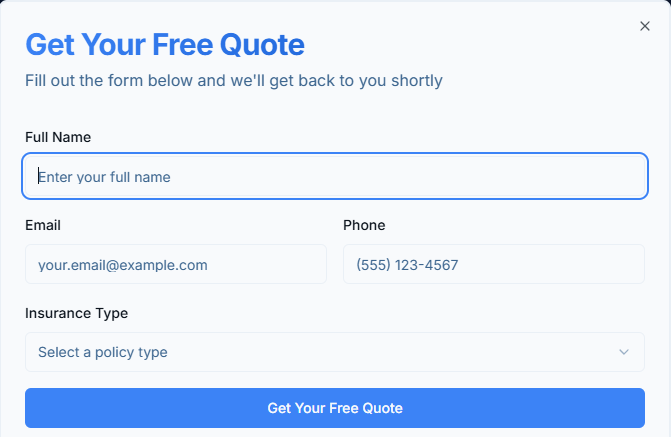 Get Your Free Quote
Fill out the form below and we'll get back to you shortly
Full Name
Enter your full name
Email
Phone
your.email@example.com
(555) 123-4567
Insurance Type
Select a policy type
Get Your Free Quote